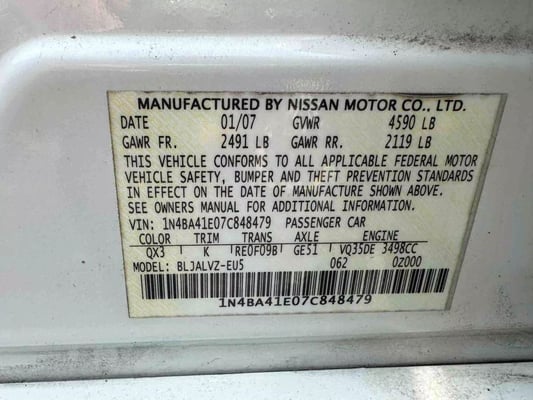 MANUFACTURED BY NISSAN MOTOR CO., LTD.
DATE 01/07 GVWR 4590 LB
GAWR FR. 2491 LB GAWR RR. 2119 LB
THIS VEHICLE CONFORMS TO ALL APPLICABLE FEDERAL MOTOR
VEHICLE SAFETY, BUMPER AND THEFT PREVENTION STANDARDS
IN EFFECT ON THE DATE OF MANUFACTURE SHOWN ABOVE.
SEE OWNERS MANUAL FOR ADDITIONAL INFORMATION.
VIN: 1N4BA41E07C848479 PASSENGER CAR
COLOR TRIM TRANS AXLE ENGINE
QX3 K RE0F09B GE51 VQ35DE 3498CC
MODEL: BLJALVZ-EU5 062 0Z000
1N4BA41E07C848479